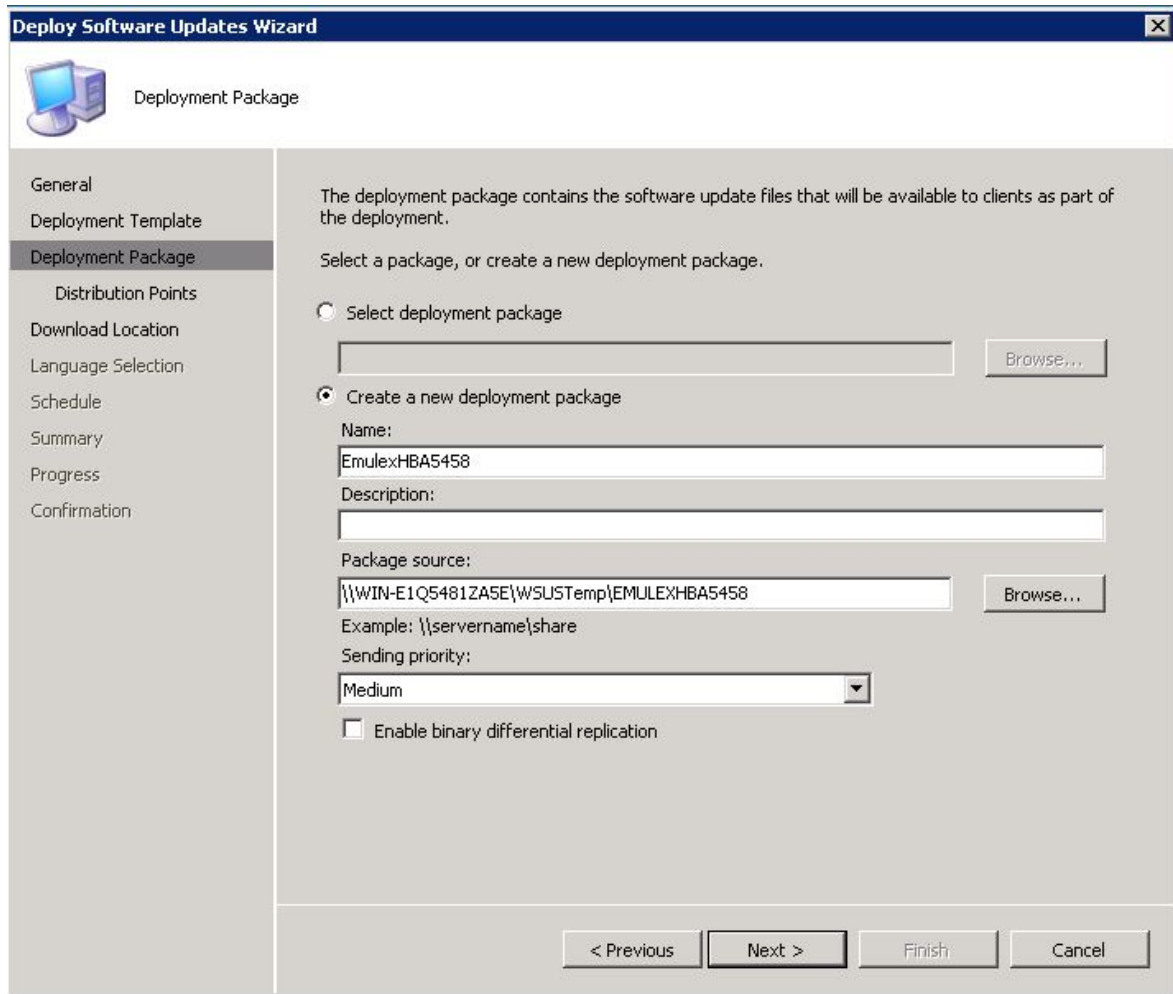 Deploy Software Updates Wizard
Deployment Package
General
Deployment Template
Deployment Package
Distribution Points
Download Location
Language Selection
Schedule
Summary
Progress
Confirmation
The deployment package contains the software update files that will be available to clients as part of
the deployment.
Select a package, or create a new deployment package.
Select deployment package
Browse...
Create a new deployment package
Name:
EmulexHBA5458
Description:
Package source:
\\WIN-E1Q5481ZA5E\WSUSTemp\EMULEXHBA5458
Browse...
Example: \\servername\share
Sending priority:
Medium
Enable binary differential replication
< Previous
Next >
Finish
Cancel